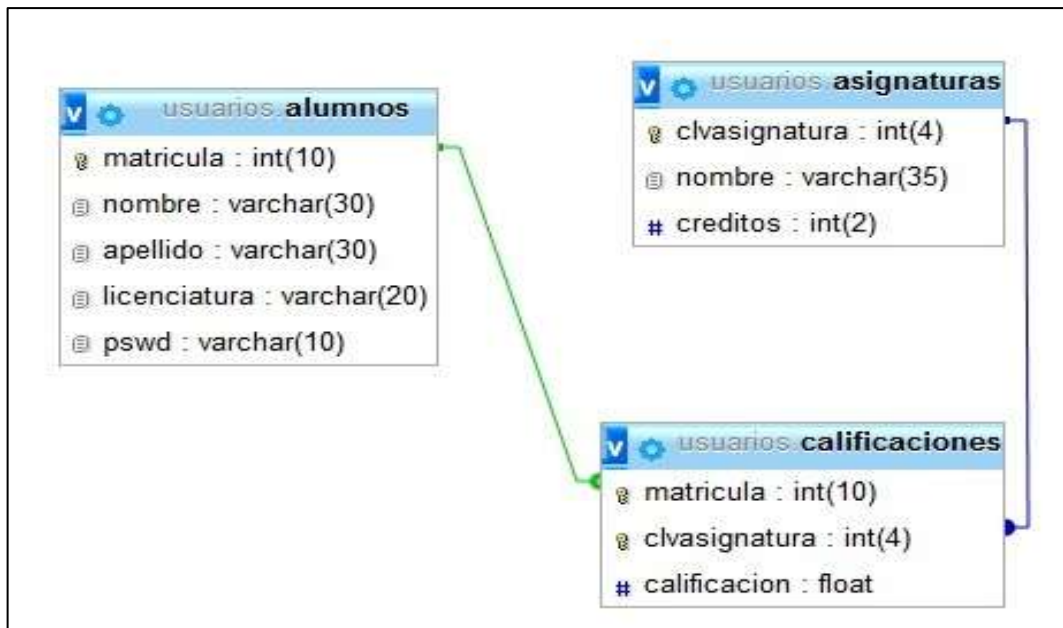 v usuarios.alumnos
matricula : int(10)
nombre : varchar(30)
apellido : varchar(30)
licenciatura : varchar(20)
pswd : varchar(10)
v usuarios.asignaturas
clvasignatura : int(4)
nombre : varchar(35)
# creditos : int(2)
v usuarios.calificaciones
matricula : int(10)
clvasignatura : int(4)
# calificacion : float